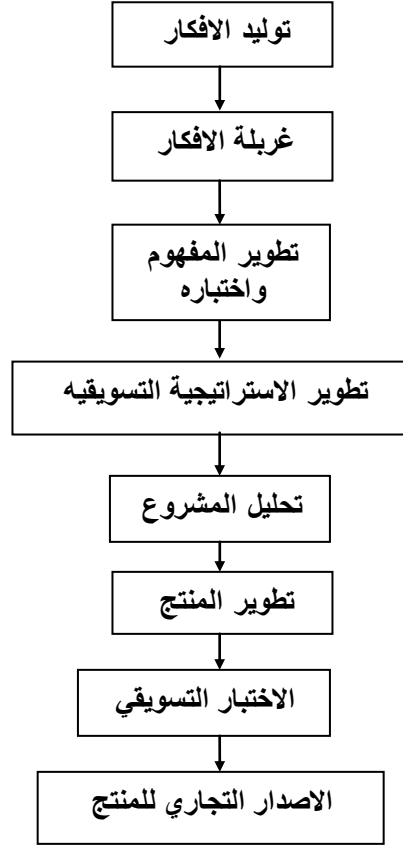 توليد الافكار
غربلة الافكار
تطوير المفهوم
واختباره
تطوير الاستراتيجية التسويقيه
تحليل المشروع
تطوير المنتج
الاختبار التسويقي
الاصدار التجاري للمنتج